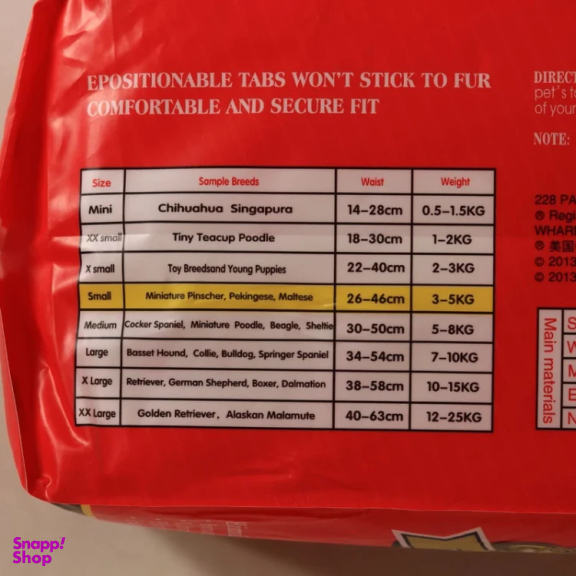 EPOSITIONABLE TABS WON'T STICK TO FUR
COMFORTABLE AND SECURE FIT
Size Sample Breeds Waist Weight
Mini Chihuahua Singapura 14–28cm 0.5–1.5KG
XX small Tiny Teacup Poodle 18–30cm 1–2KG
X small Toy Breedsand Young Puppies 22–40cm 2–3KG
Small Miniature Pinscher, Pekingese, Maltese 26–46cm 3–5KG
Medium Cocker Spaniel, Miniature Poodle, Beagle, Sheltie 30–50cm 5–8KG
Large Basset Hound, Collie, Bulldog, Springer Spaniel 34–54cm 7–10KG
X Large Retriever, German Shepherd, Boxer, Dalmation 38–58cm 10–15KG
XX Large Golden Retriever, Alaskan Malamute 40–63cm 12–25KG
DIRECT
pet's to
of your
NOTE:
228 PA
® Regi
WHAR
® 美国
© 2013
© 2013
Main materials
S
W
M
E
N
Snapp!
Shop